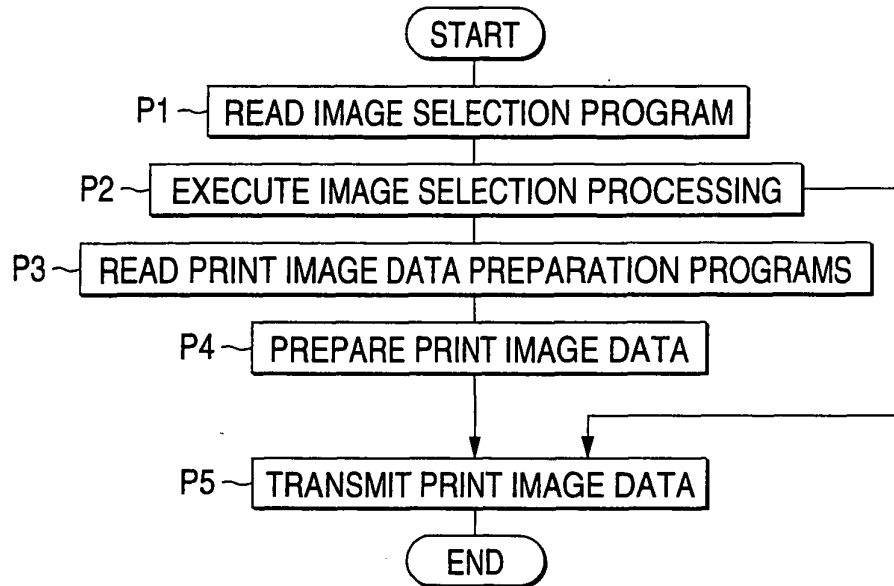 START
P1 READ IMAGE SELECTION PROGRAM
P2 EXECUTE IMAGE SELECTION PROCESSING
P3 READ PRINT IMAGE DATA PREPARATION PROGRAMS
P4 PREPARE PRINT IMAGE DATA
P5 TRANSMIT PRINT IMAGE DATA
END